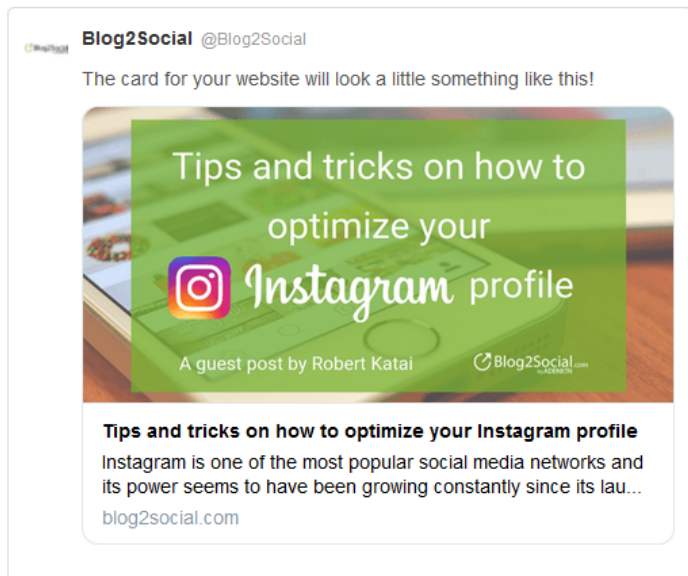 Blog2Social @Blog2Social
The card for your website will look a little something like this!
Tips and tricks on how to
optimize your
Instagram profile
A guest post by Robert Katai
Blog2Social.com
by ADENION
Tips and tricks on how to optimize your Instagram profile
Instagram is one of the most popular social media networks and
its power seems to have been growing constantly since its lau...
blog2social.com